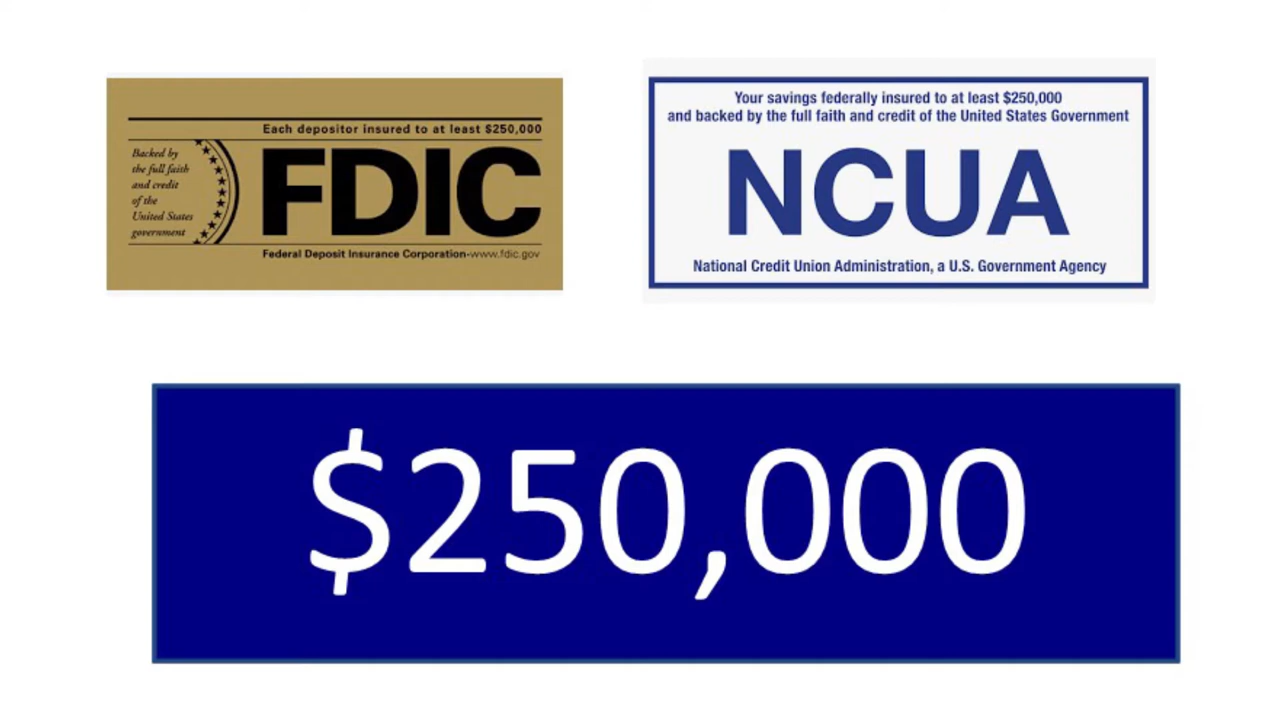 Each depositor insured to at least $250,000
Backed by
the full faith
and credit
of the
United States
government
FDIC
Federal Deposit Insurance Corporation-www.fdic.gov
Your savings federally insured to at least $250,000
and backed by the full faith and credit of the United States Government
NCUA
National Credit Union Administration, a U.S. Government Agency
$250,000